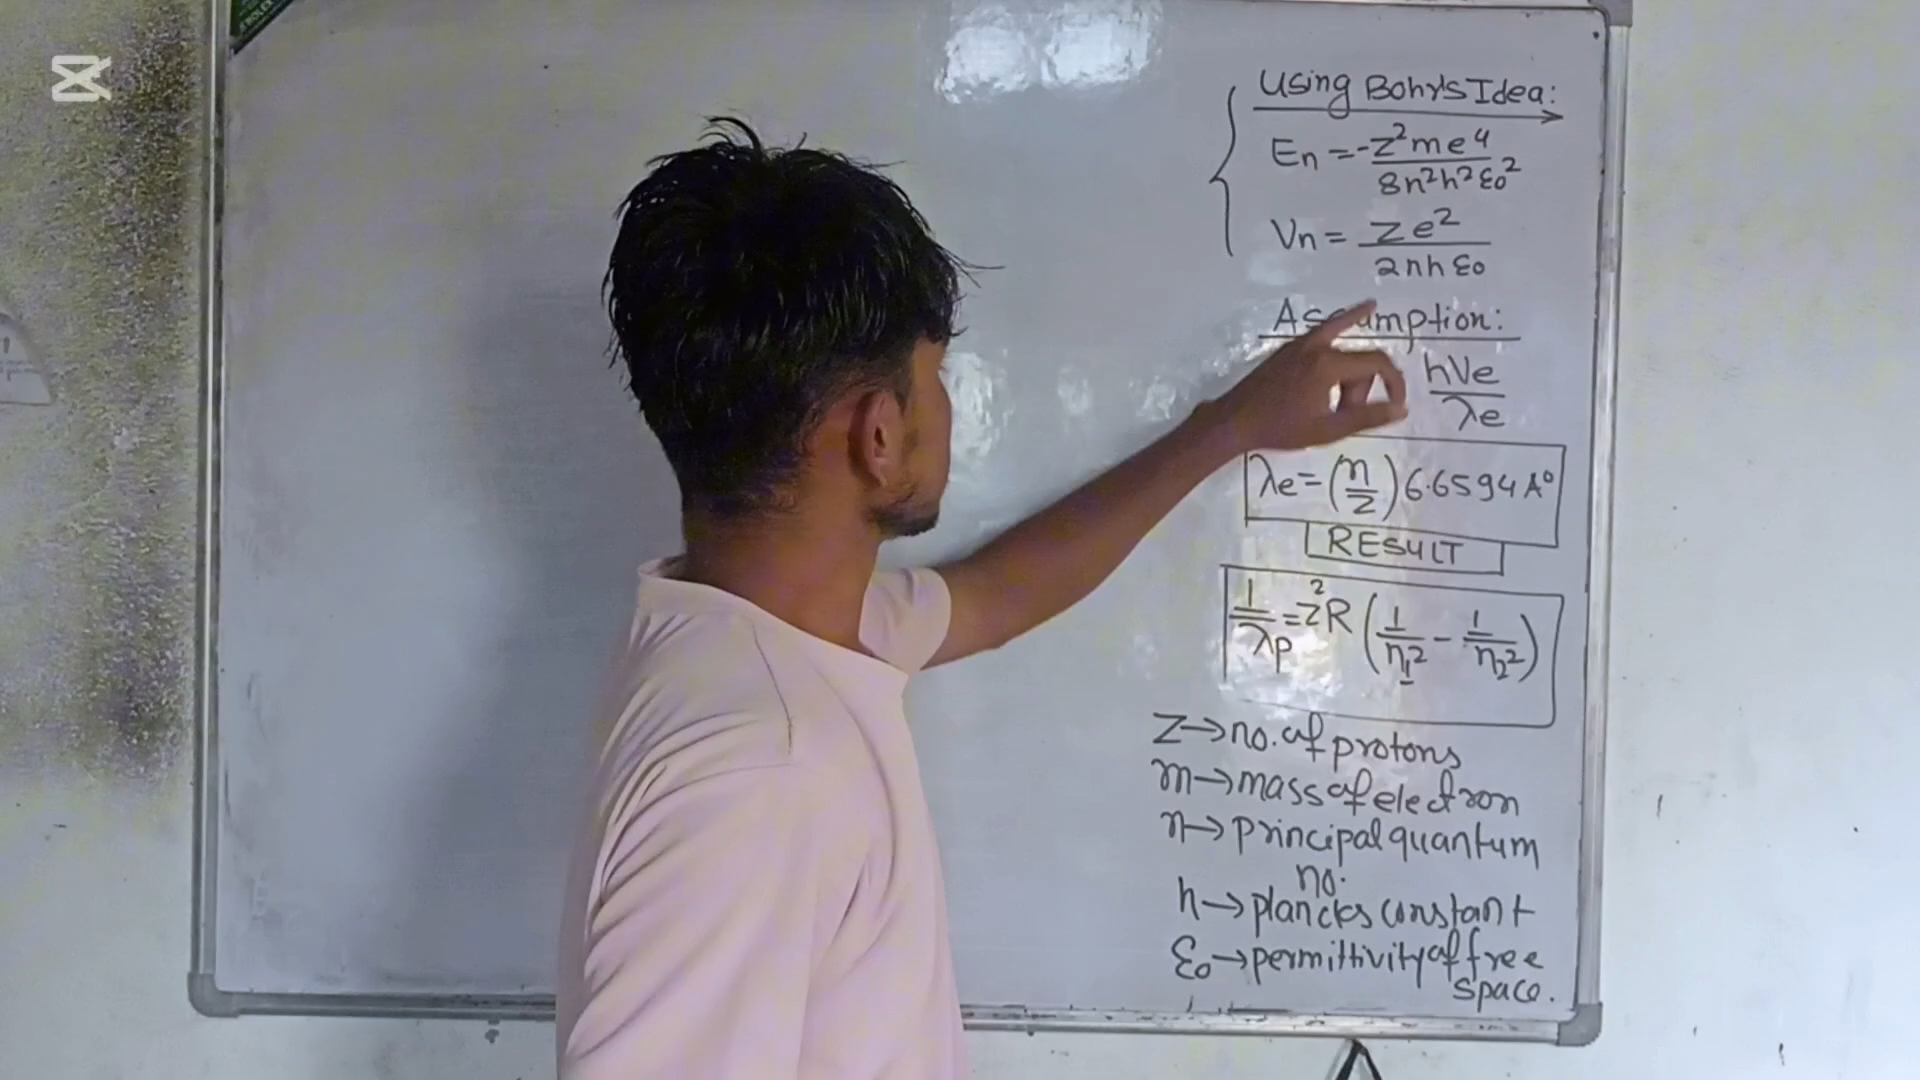 Using Bohr's Idea:
En = -Z²me⁴/8n²h²ε₀²
Vn = Ze²/2nhε₀
Assumption:
hVe/λe
λe = (n/Z) 6.6594 A°
RESULT
1/λp = Z²R (1/n₁² - 1/n₂²)
Z → no. of protons
m → mass of electron
n → principal quantum
no.
h → plancks constant
ε₀ → permittivity of free
space.